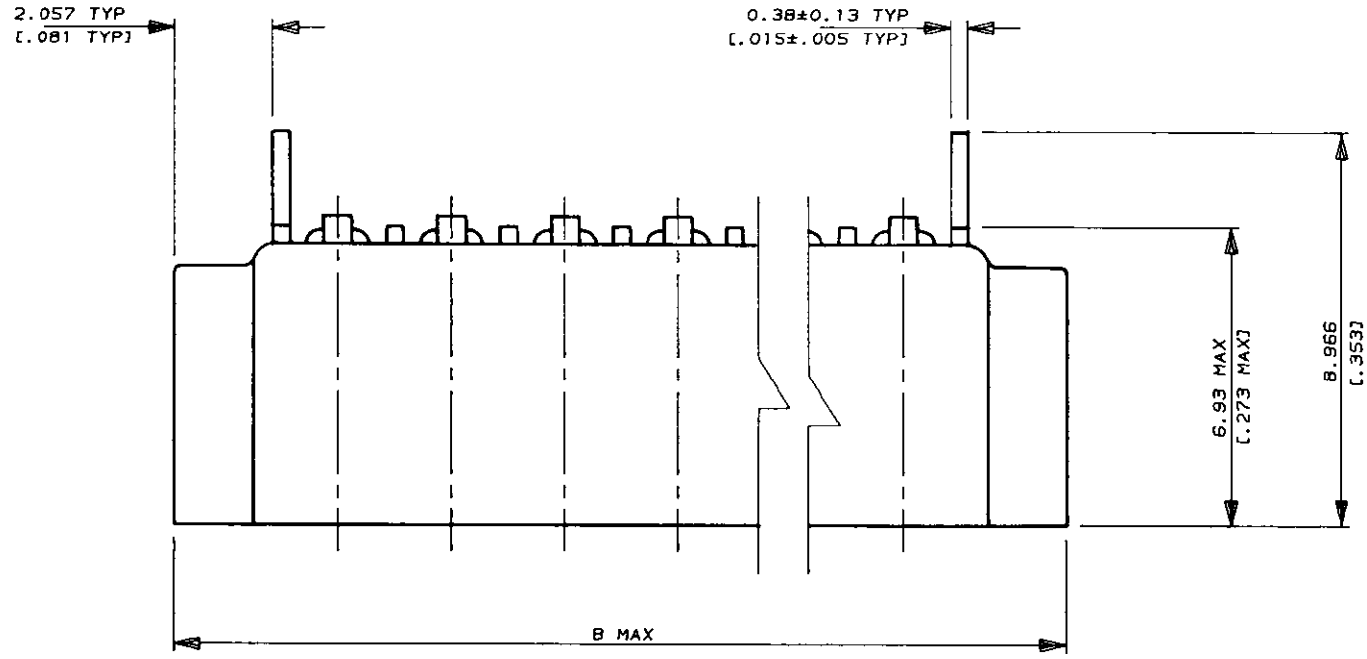 2.057 TYP
[.081 TYP]
0.38±0.13 TYP
[.015±.005 TYP]
6.93 MAX
[.273 MAX]
8.966
[.353]
B MAX